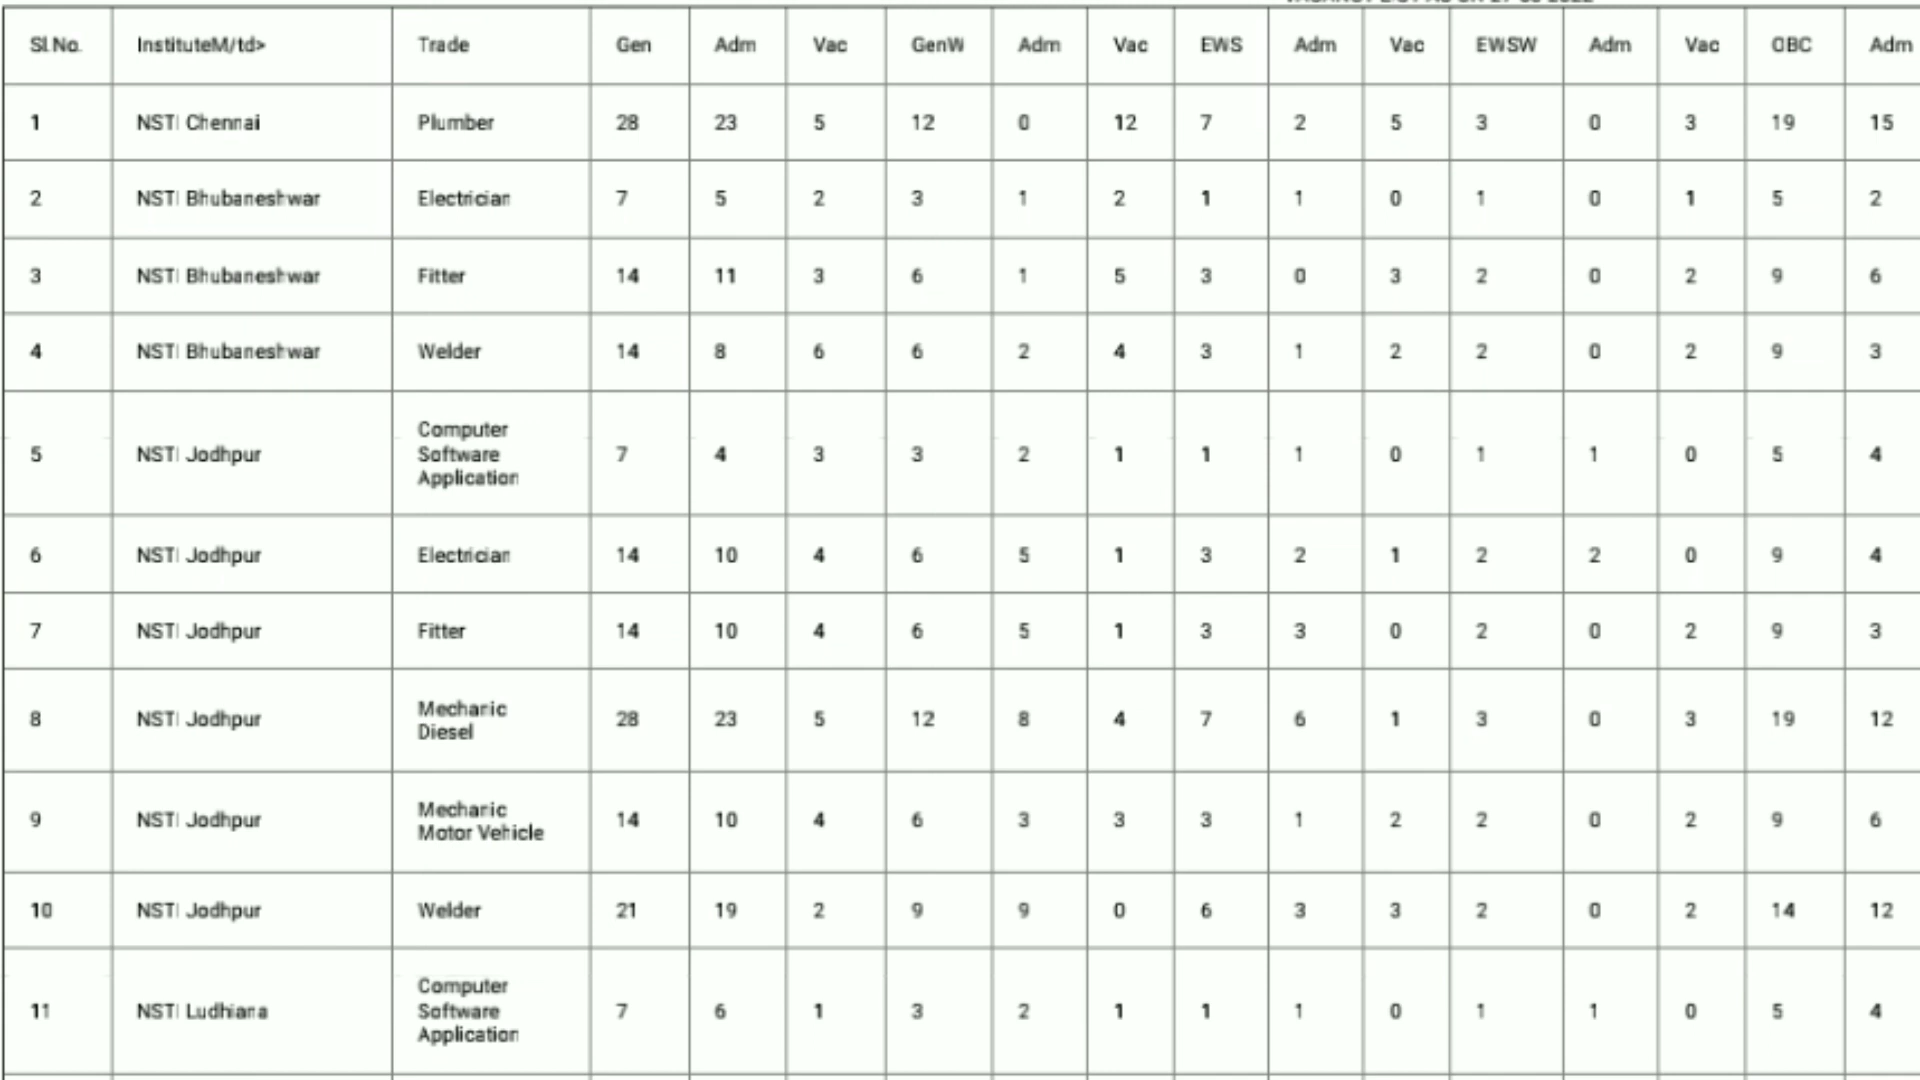 Sl.No. InstituteM/td> Trade Gen Adm Vac GenW Adm Vac EWS Adm Vac EWSW Adm Vac OBC Adm
1 NSTI Chennai Plumber 28 23 5 12 0 12 7 2 5 3 0 3 19 15
2 NSTI Bhubaneshwar Electrician 7 5 2 3 1 2 1 1 0 1 0 1 5 2
3 NSTI Bhubaneshwar Fitter 14 11 3 6 1 5 3 0 3 2 0 2 9 6
4 NSTI Bhubaneshwar Welder 14 8 6 6 2 4 3 1 2 2 0 2 9 3
Computer
5 NSTI Jodhpur Software 7 4 3 3 2 1 1 1 0 1 1 0 5 4
Application
6 NSTI Jodhpur Electrician 14 10 4 6 5 1 3 2 1 2 2 0 9 4
7 NSTI Jodhpur Fitter 14 10 4 6 5 1 3 3 0 2 0 2 9 3
8 NSTI Jodhpur Mechanic 28 23 5 12 8 4 7 6 1 3 0 3 19 12
Diesel
9 NSTI Jodhpur Mechanic 14 10 4 6 3 3 3 1 2 2 0 2 9 6
Motor Vehicle
10 NSTI Jodhpur Welder 21 19 2 9 9 0 6 3 3 2 0 2 14 12
Computer
11 NSTI Ludhiana Software 7 6 1 3 2 1 1 1 0 1 1 0 5 4
Application